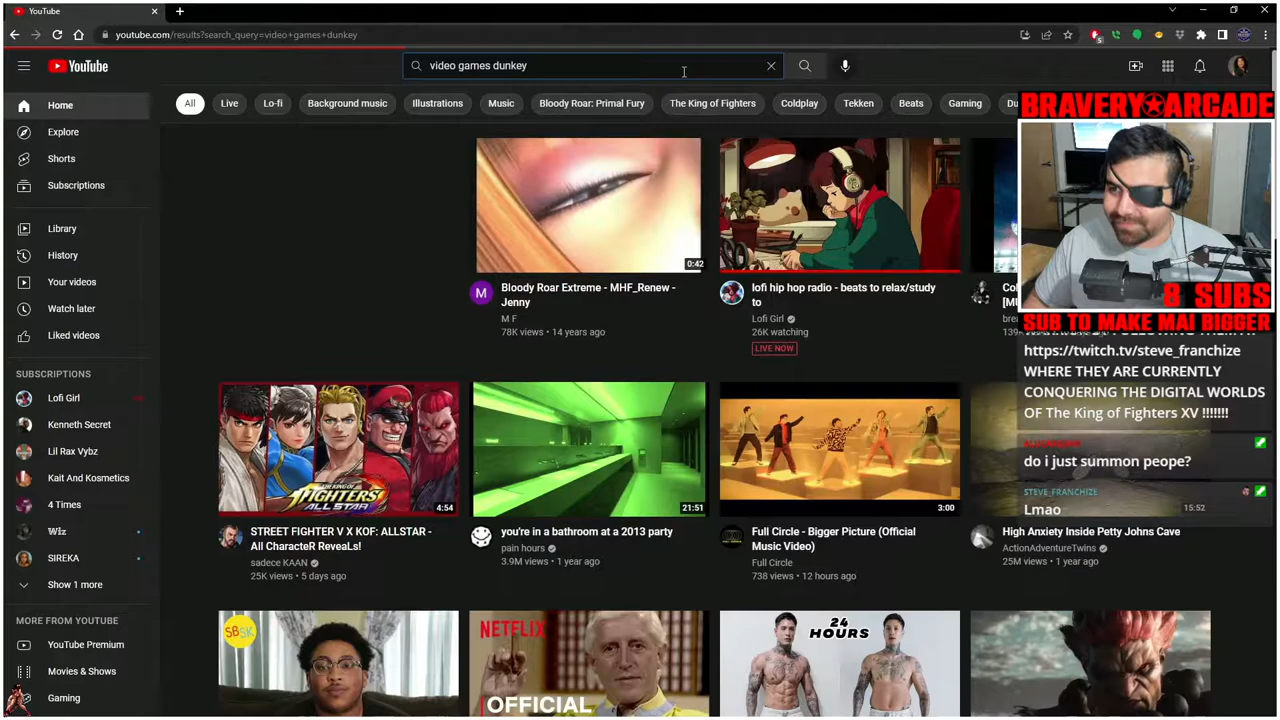 YouTube
youtube.com/results?search_query=video+games+dunkey
5
YouTube
video games dunkey
Home
Explore
Shorts
Subscriptions
Library
History
Your videos
Watch later
Liked videos
SUBSCRIPTIONS
Lofi Girl
Kenneth Secret
Lil Rax Vybz
Kait And Kosmetics
4 Times
Wiz
SIREKA
Show 1 more
MORE FROM YOUTUBE
YouTube Premium
Movies & Shows
Gaming
All
Live
Lo-fi
Background music
Illustrations
Music
Bloody Roar: Primal Fury
The King of Fighters
Coldplay
Tekken
Beats
Gaming
Du
0:42
Bloody Roar Extreme - MHF_Renew -
Jenny
M
M F
78K views • 14 years ago
lofi hip hop radio - beats to relax/study
to
Lofi Girl
26K watching
LIVE NOW
THE KING OF
FIGHTERS
ALLSTAR
4:54
STREET FIGHTER V X KOF: ALLSTAR -
All CharacteR ReveaLs!
sadece KAAN
25K views • 5 days ago
21:51
you're in a bathroom at a 2013 party
pain hours
3.9M views • 1 year ago
3:00
Full Circle - Bigger Picture (Official
Music Video)
Full Circle
738 views • 12 hours ago
15:52
High Anxiety Inside Petty Johns Cave
ActionAdventureTwins
25M views • 1 year ago
SBSK
NETFLIX
OFFICIAL
24
HOURS
BRAVERY ARCADE
8 SUBS
SUB TO MAKE MAI BIGGER
https://twitch.tv/steve_franchize
WHERE THEY ARE CURRENTLY
CONQUERING THE DIGITAL WORLDS
OF The King of Fighters XV !!!!!!!
do i just summon peope?
STEVE_FRANCHIZE
Lmao